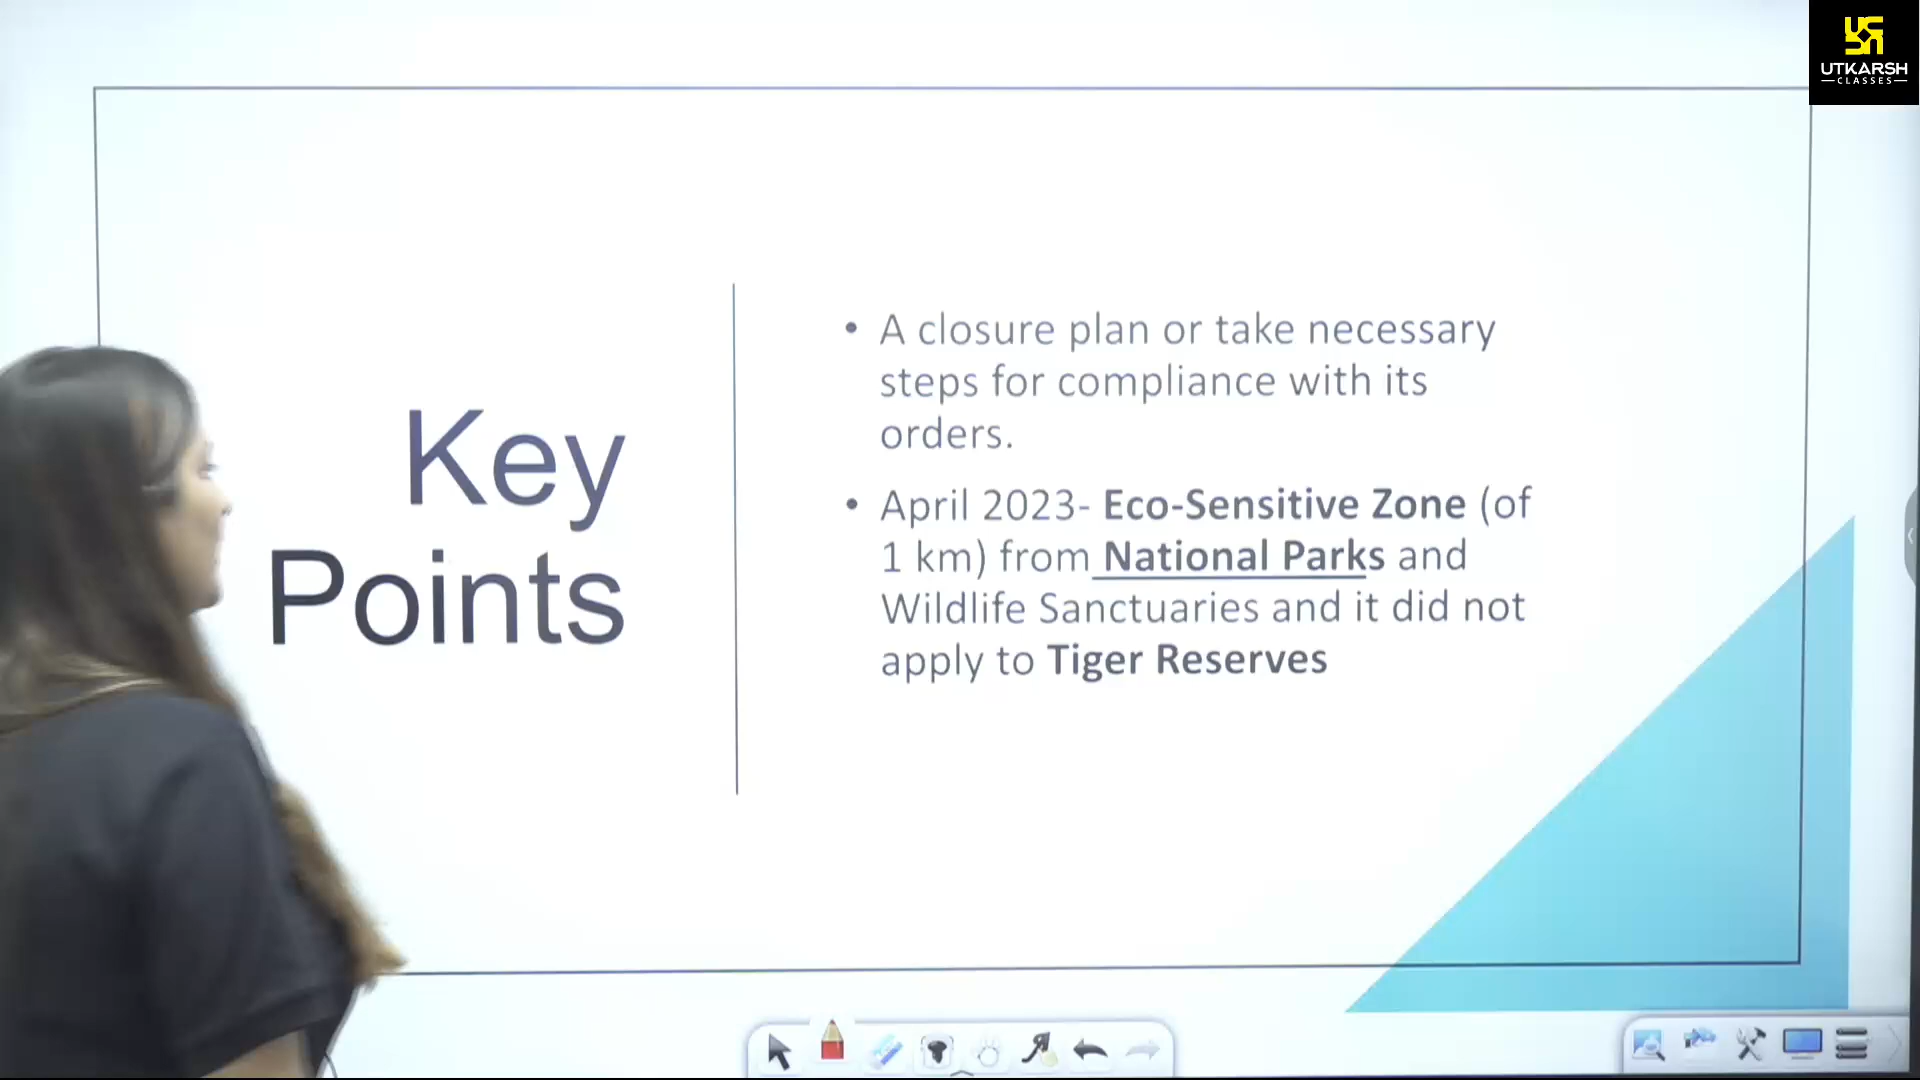 UTKARSH
CLASSES
Key
Points
• A closure plan or take necessary
steps for compliance with its
orders.
• April 2023- Eco-Sensitive Zone (of
1 km) from National Parks and
Wildlife Sanctuaries and it did not
apply to Tiger Reserves